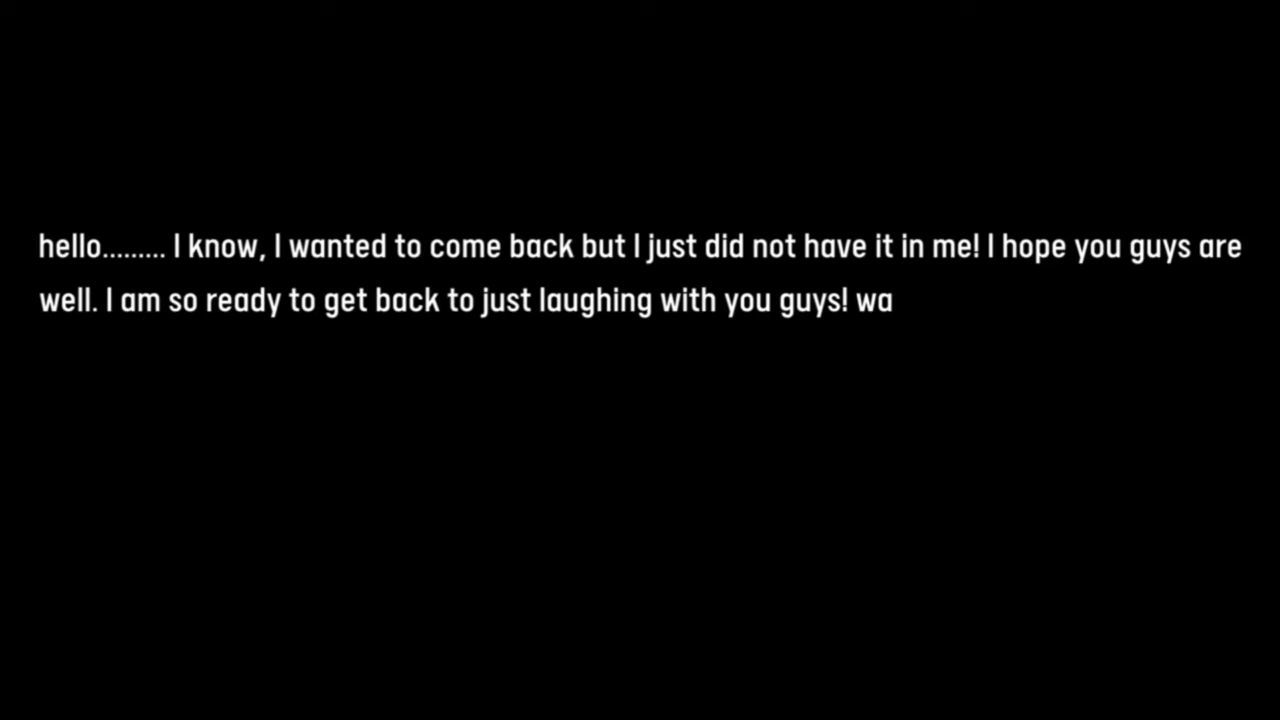 hello......... I know, I wanted to come back but I just did not have it in me! I hope you guys are
well. I am so ready to get back to just laughing with you guys! wa